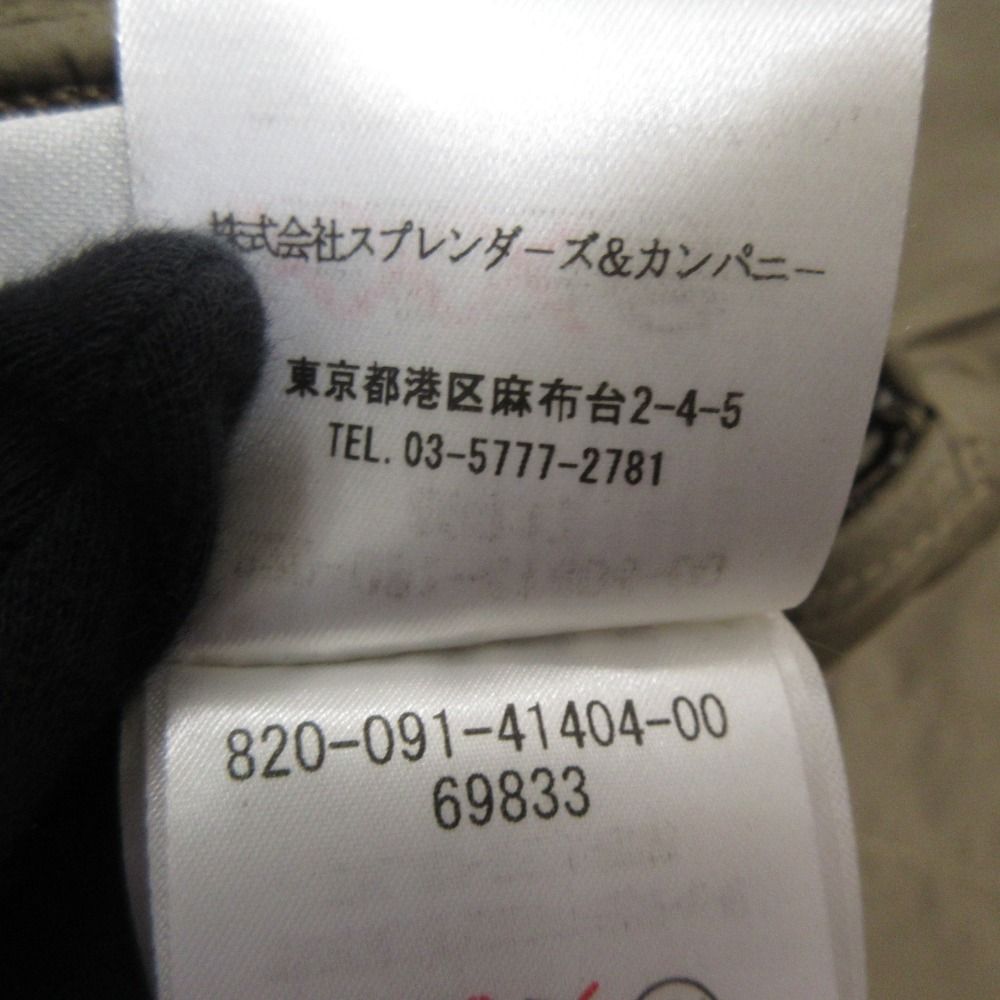 株式会社スプレンダーズ&カンパニー
東京都港区麻布台2-4-5
TEL. 03-5777-2781
820-091-41404-00
69833